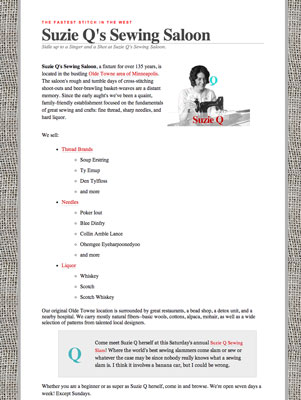 THE FASTEST STITCH IN THE WEST
Suzie Q's Sewing Saloon
Sidle up to a Singer and a Shot at Suzie Q's Sewing Saloon.
Suzie Q's Sewing Saloon, a fixture for over 135 years, is
located in the bustling Olde Towne area of Minneapolis.
The saloon's rough and tumble days of cross-stitching
shoot-outs and beer-brawling basket-weaves are a distant
memory. Since the early aught's we've been a quaint,
family-friendly establishment focused on the fundamentals
of great sewing and crafts: fine thread, sharp needles, and
hard liquor.
Q
Suzie Q
We sell:
Thread Brands
Soup Erstring
Ty Emup
Den Tylfloss
and more
Needles
Poker Iout
Blee Dinfry
Collin Amble Lance
Ohemgee Eyeharpoonedyoo
and more
Liquor
Whiskey
Scotch
Scotch Whiskey
Our original Olde Towne location is surrounded by great restaurants, a bead shop, a detox unit, and a
nearby hospital. We carry mostly natural fibers–basic wools, cotton, alpaca, mohair, as well as a wide
selection of patterns from talented local designers.
Q
Come meet Suzie Q herself at this Saturday's annual Suzie Q Sewing
Slam! Where the world's best sewing slammers come slam or sew or
whatever the case may be since nobody really knows what a sewing
slam is. I think it involves a banana car, but I could be wrong.
Whether you are a beginner or as super as Suzie Q herself, come in and browse. We're open seven days a
week! Except Sundays.